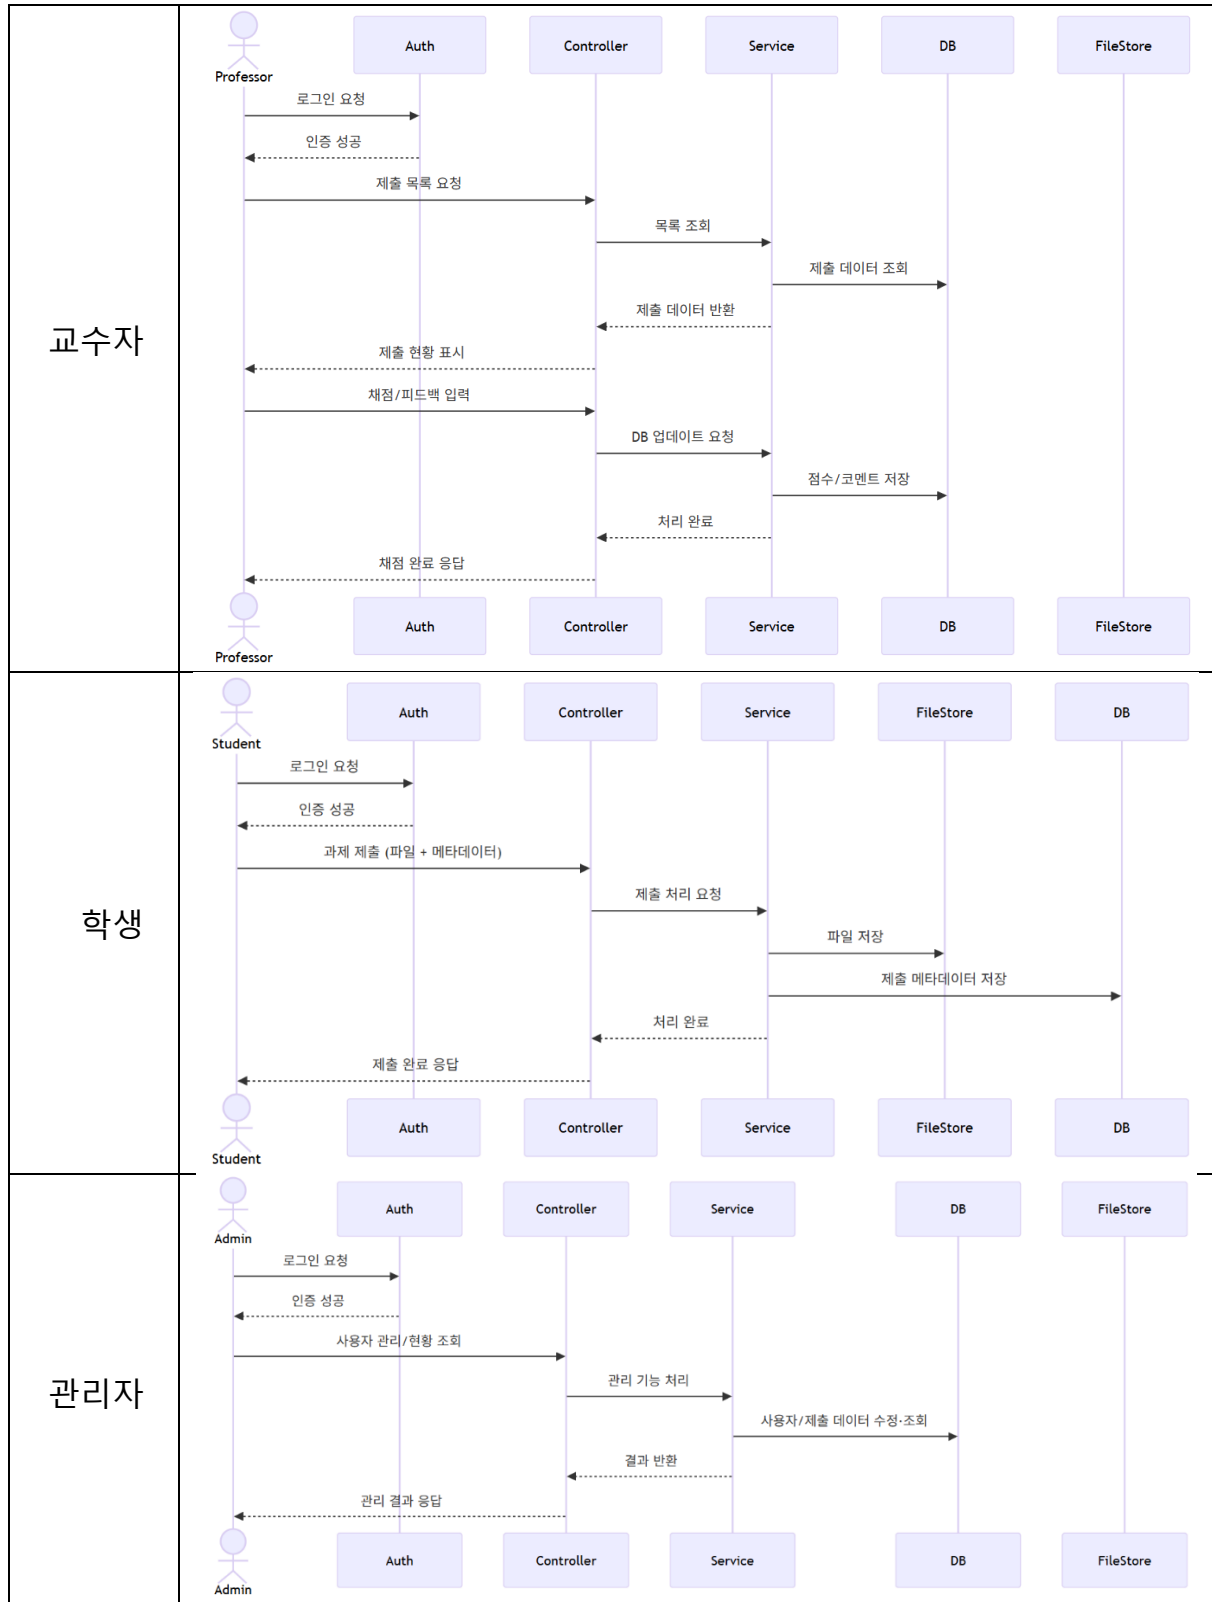 교수자
Auth
Controller
Service
DB
FileStore
Professor
로그인 요청
인증 성공
제출 목록 요청
목록 조회
제출 데이터 조회
제출 데이터 반환
제출 현황 표시
채점/피드백 입력
DB 업데이트 요청
점수/코멘트 저장
처리 완료
채점 완료 응답
Auth
Controller
Service
DB
FileStore
Professor
학생
Auth
Controller
Service
FileStore
DB
Student
로그인 요청
인증 성공
과제 제출 (파일 + 메타데이터)
제출 처리 요청
파일 저장
제출 메타데이터 저장
처리 완료
제출 완료 응답
Auth
Controller
Service
FileStore
DB
Student
관리자
Auth
Controller
Service
DB
FileStore
Admin
로그인 요청
인증 성공
사용자 관리/현황 조회
관리 기능 처리
사용자/제출 데이터 수정·조회
결과 반환
관리 결과 응답
Auth
Controller
Service
DB
FileStore
Admin